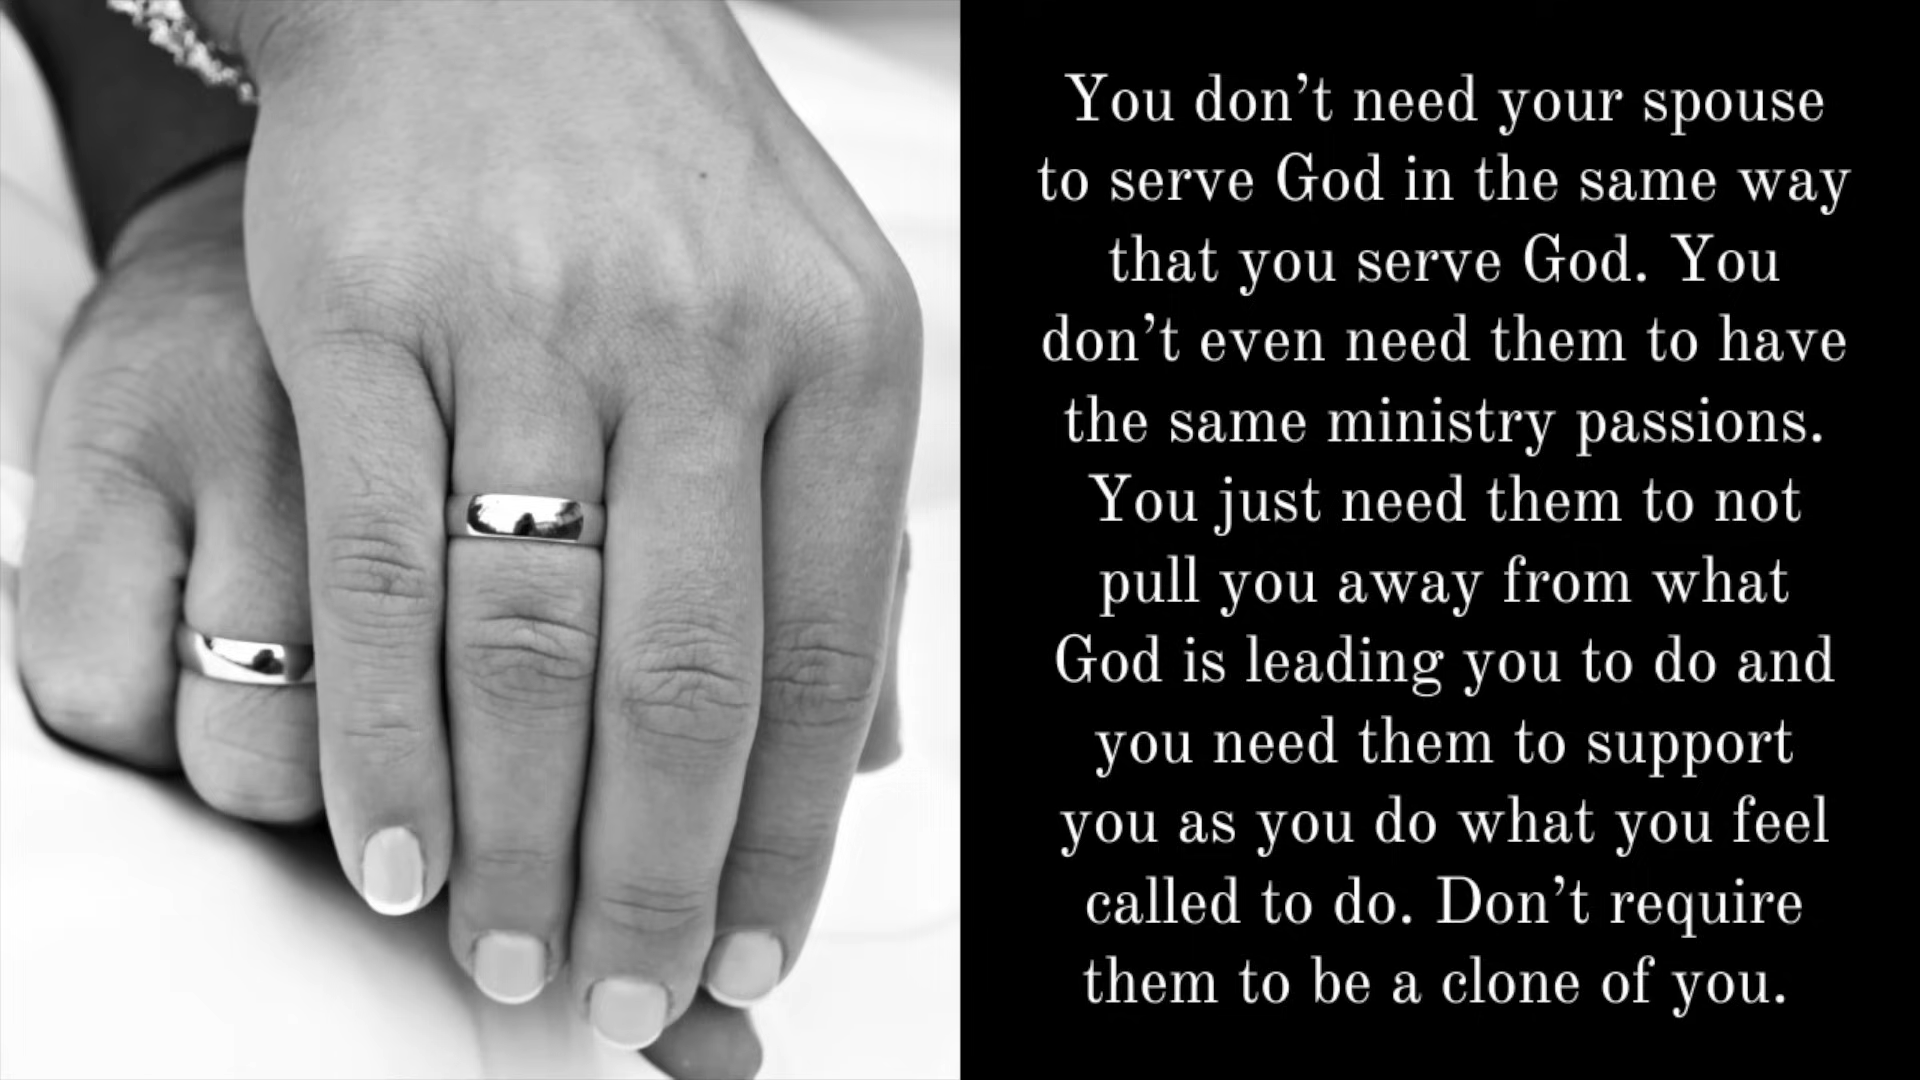 You don’t need your spouse
to serve God in the same way
that you serve God. You
don’t even need them to have
the same ministry passions.
You just need them to not
pull you away from what
God is leading you to do and
you need them to support
you as you do what you feel
called to do. Don’t require
them to be a clone of you.